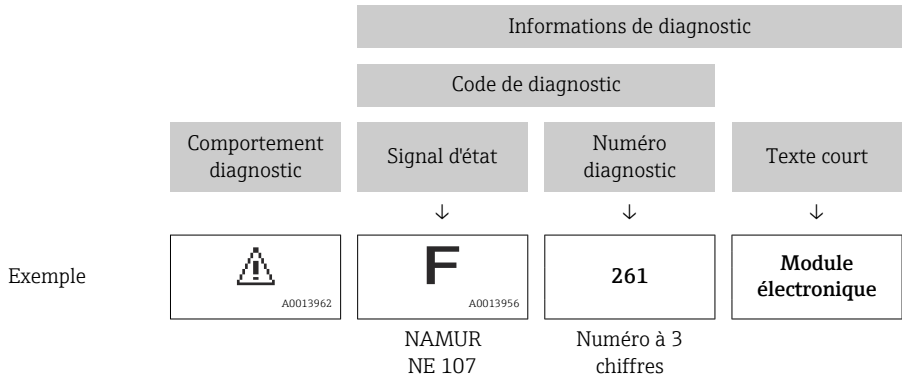 Informations de diagnostic
Code de diagnostic
Comportement
diagnostic
Signal d'état
Numéro
diagnostic
Texte court
↓ ↓ ↓
Exemple
A0013962
F
A0013956
261
Module
électronique
NAMUR
NE 107
Numéro à 3
chiffres